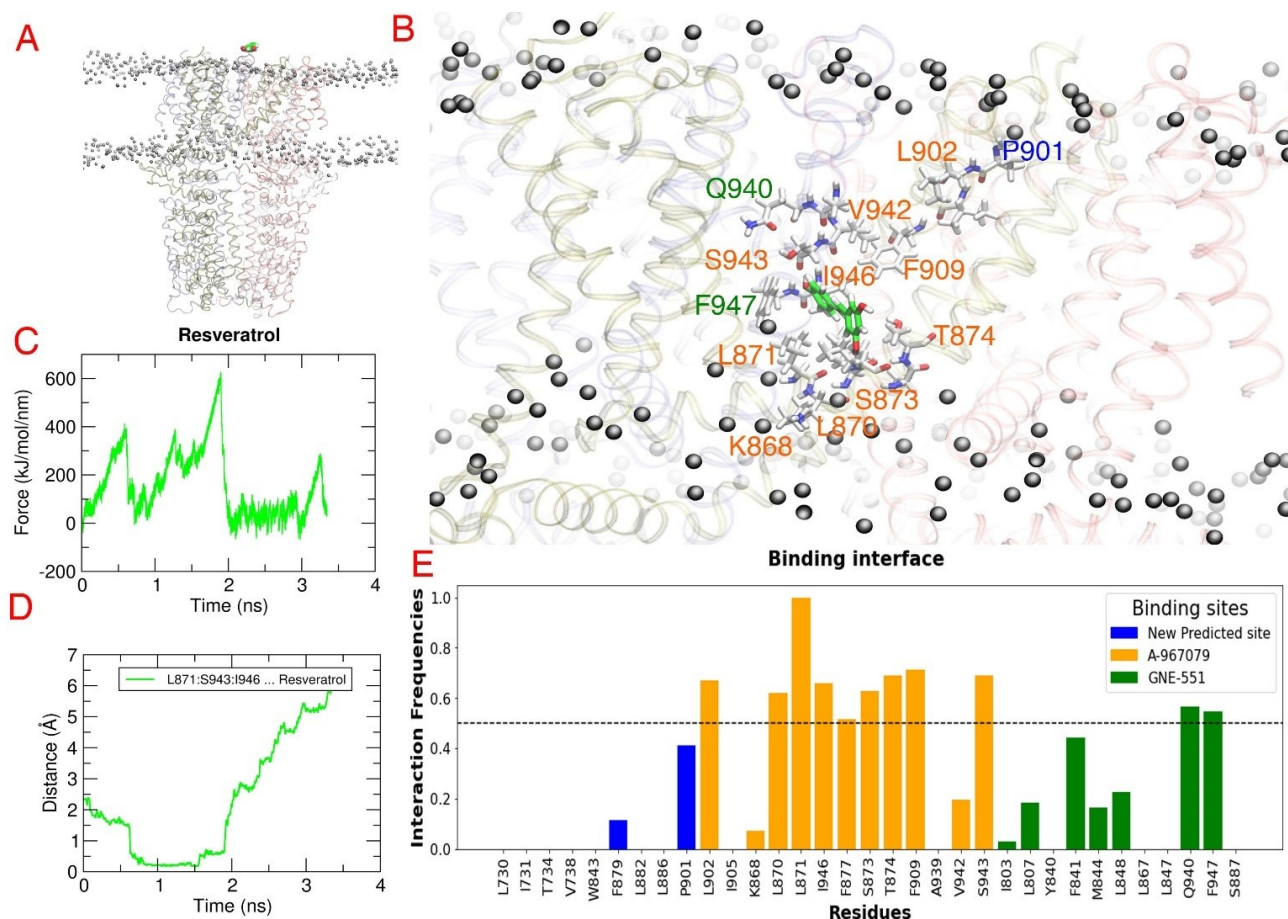 A
B
L902
P901
Q940
V942
S943
I946
F909
F947
T874
L871
S873
L870
K868
Binding interface
C
Resveratrol
600
400
200
0
-200
Force (kJ/mol/nm)
0 1 2 3 4
Time (ns)
D
7
6
5
4
3
2
1
0
Distance (Å)
L871:S943:I946 ... Resveratrol
0 1 2 3 4
Time (ns)
E
Interaction Frequencies
1.0
0.8
0.6
0.4
0.2
0.0
Binding sites
New Predicted site
A-967079
GNE-551
L730
I731
T734
V738
W843
F879
L882
L886
P901
L902
I905
K868
L870
L871
I946
F877
S873
T874
F909
A939
V942
S943
I803
L807
Y840
F841
M844
L848
L867
L847
Q940
F947
S887
Residues